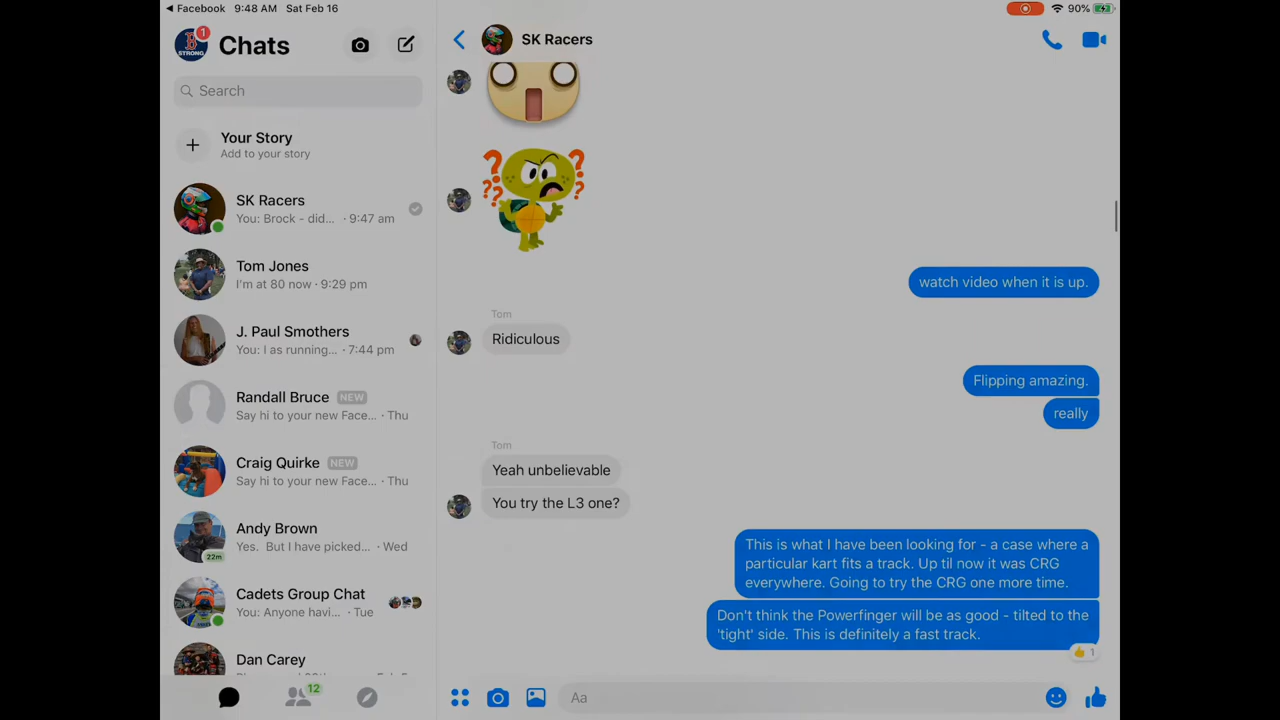 Facebook 9:48 AM Sat Feb 16
90%
B
STRONG
1
Chats
Search
Your Story
Add to your story
SK Racers
You: Brock - did... · 9:47 am
Tom Jones
I'm at 80 now · 9:29 pm
J. Paul Smothers
You: I as running... · 7:44 pm
Randall Bruce NEW
Say hi to your new Face... · Thu
Craig Quirke NEW
Say hi to your new Face... · Thu
Andy Brown
Yes. But I have picked... · Wed
22m
Cadets Group Chat
You: Anyone havi... · Tue
Dan Carey
12
SK Racers
?? ?
?? ??
watch video when it is up.
Tom
Ridiculous
Flipping amazing.
really
Tom
Yeah unbelievable
You try the L3 one?
This is what I have been looking for - a case where a
particular kart fits a track. Up til now it was CRG
everywhere. Going to try the CRG one more time.
Don't think the Powerfinger will be as good - tilted to the
'tight' side. This is definitely a fast track.
1
Aa